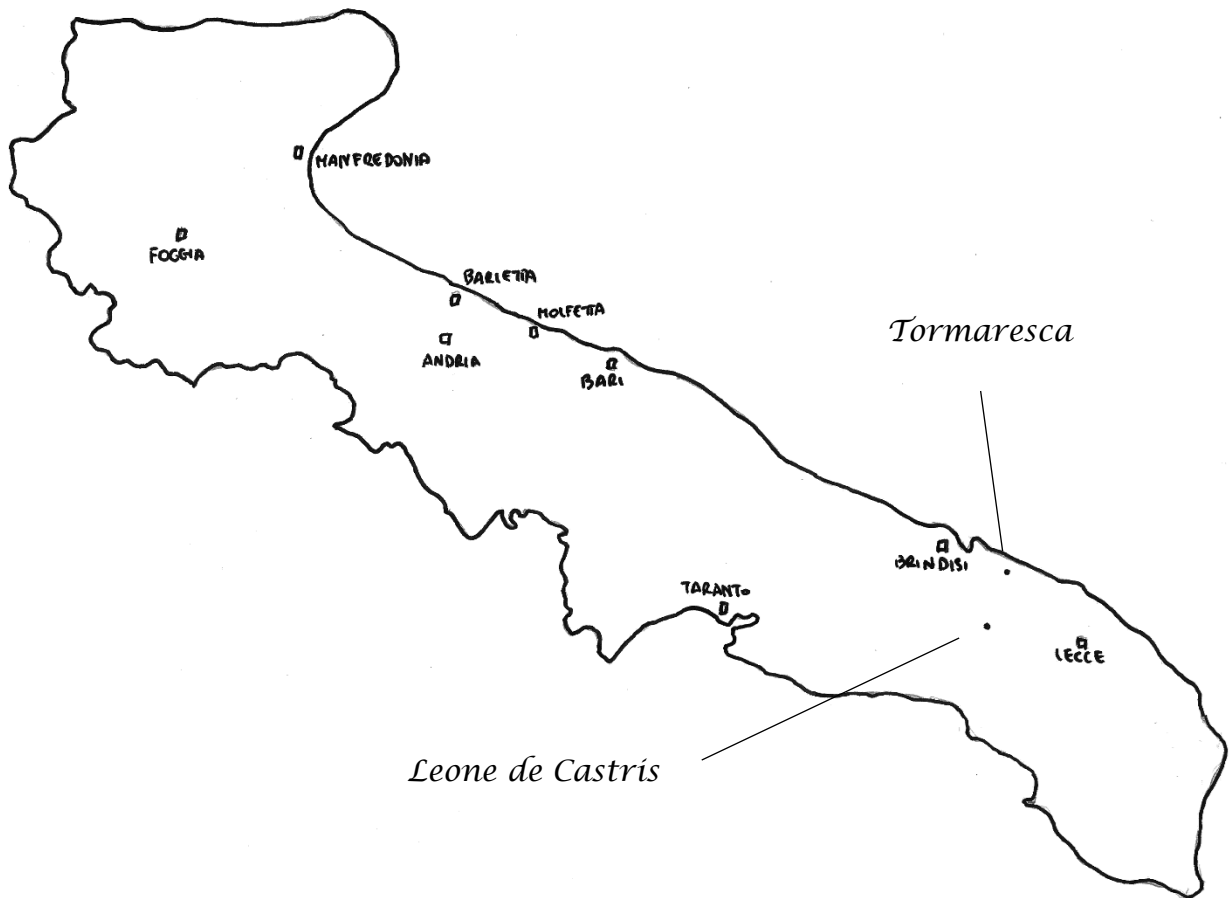 MANFREDONIA
FOGGIA
BARLETTA
MOLFETTA
ANDRIA
BARI
Tormaresca
BRINDISI
TARANTO
LECCE
Leone de Castris